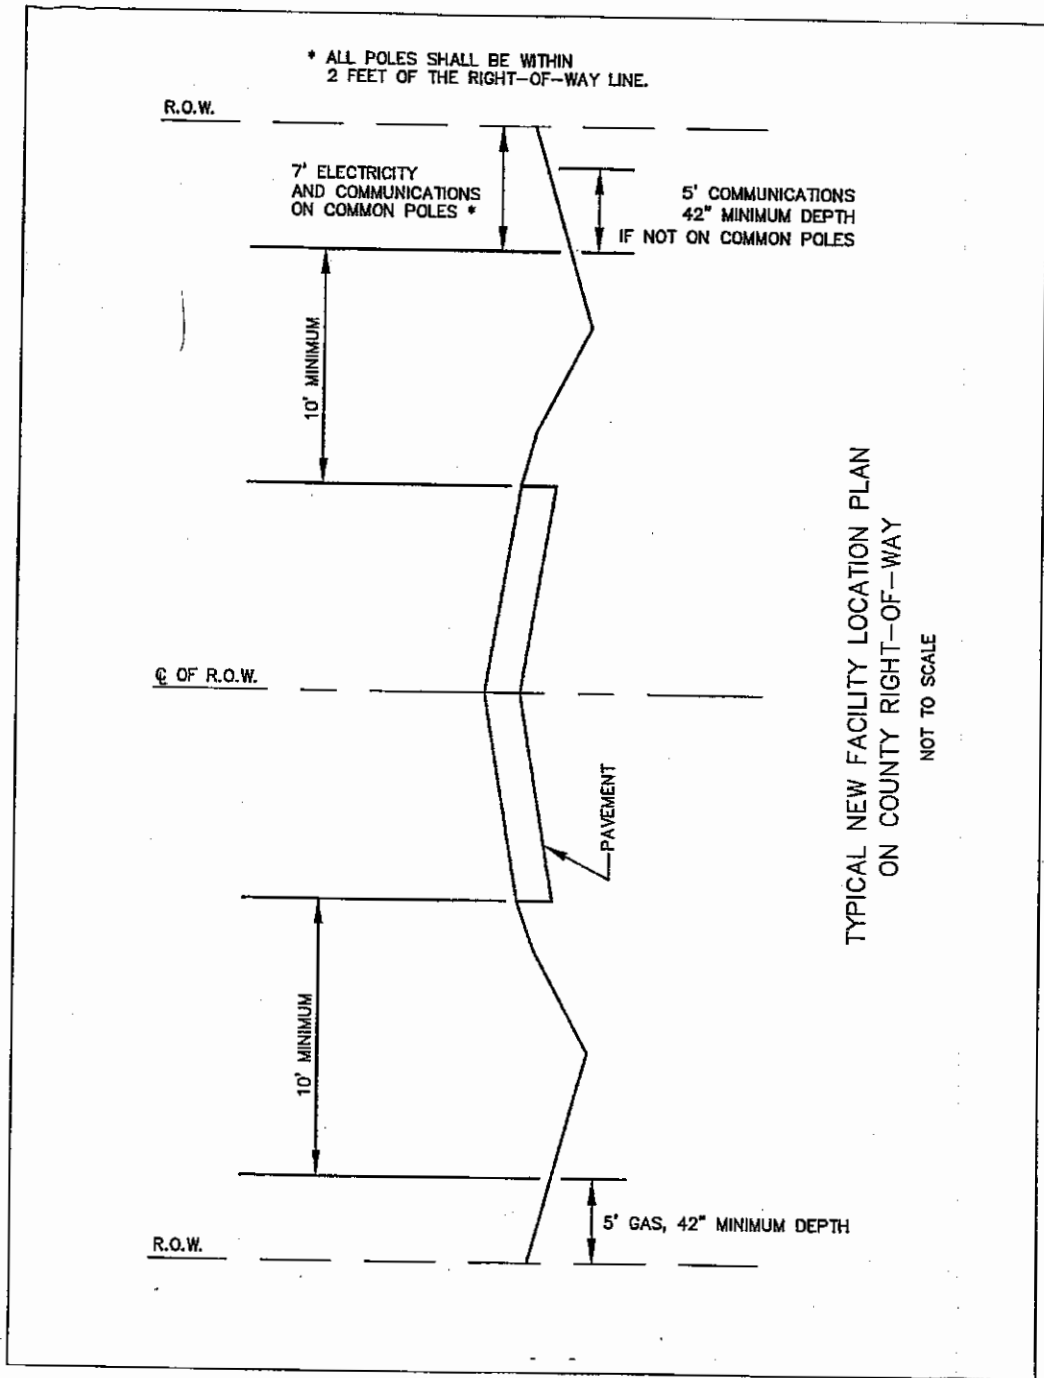 * ALL POLES SHALL BE WITHIN
2 FEET OF THE RIGHT-OF-WAY LINE.
R.O.W.
7' ELECTRICITY
AND COMMUNICATIONS
ON COMMON POLES *
5' COMMUNICATIONS
42" MINIMUM DEPTH
IF NOT ON COMMON POLES
10' MINIMUM
℄ OF R.O.W.
PAVEMENT
10' MINIMUM
5' GAS, 42" MINIMUM DEPTH
R.O.W.
TYPICAL NEW FACILITY LOCATION PLAN
ON COUNTY RIGHT-OF-WAY
NOT TO SCALE